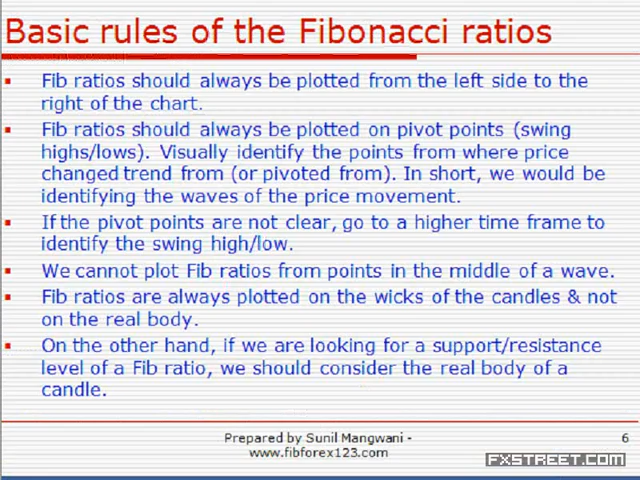 Basic rules of the Fibonacci ratios
Fib ratios should always be plotted from the left side to the
right of the chart.
Fib ratios should always be plotted on pivot points (swing
highs/lows). Visually identify the points from where price
changed trend from (or pivoted from). In short, we would be
identifying the waves of the price movement.
If the pivot points are not clear, go to a higher time frame to
identify the swing high/low.
We cannot plot Fib ratios from points in the middle of a wave.
Fib ratios are always plotted on the wicks of the candles & not
on the real body.
On the other hand, if we are looking for a support/resistance
level of a Fib ratio, we should consider the real body of a
candle.
Prepared by Sunil Mangwani -
www.fibforex123.com
6
FXSTREET.COM